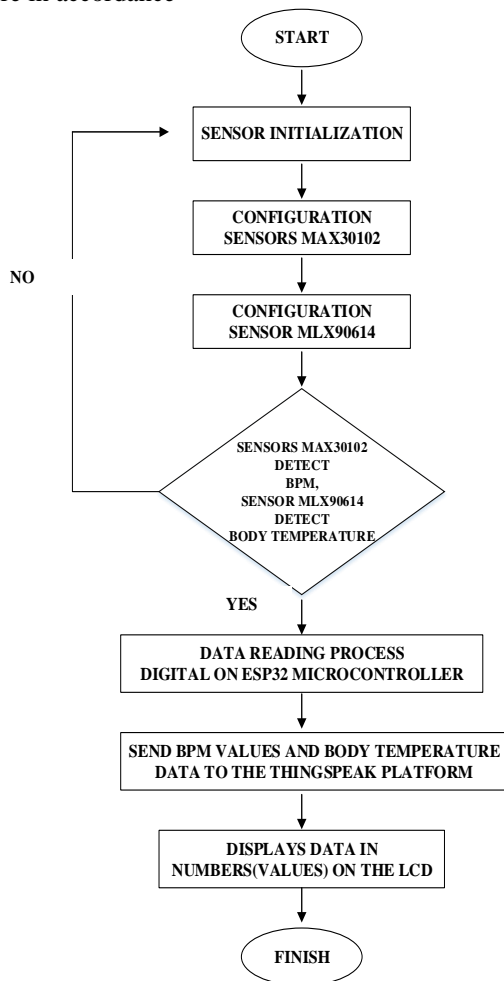 in accordance
START
SENSOR INITIALIZATION
CONFIGURATION
SENSORS MAX30102
NO
CONFIGURATION
SENSOR MLX90614
SENSORS MAX30102
DETECT
BPM,
SENSOR MLX90614
DETECT
BODY TEMPERATURE
YES
DATA READING PROCESS
DIGITAL ON ESP32 MICROCONTROLLER
SEND BPM VALUES AND BODY TEMPERATURE
DATA TO THE THINGSPEAK PLATFORM
DISPLAYS DATA IN
NUMBERS(VALUES) ON THE LCD
FINISH